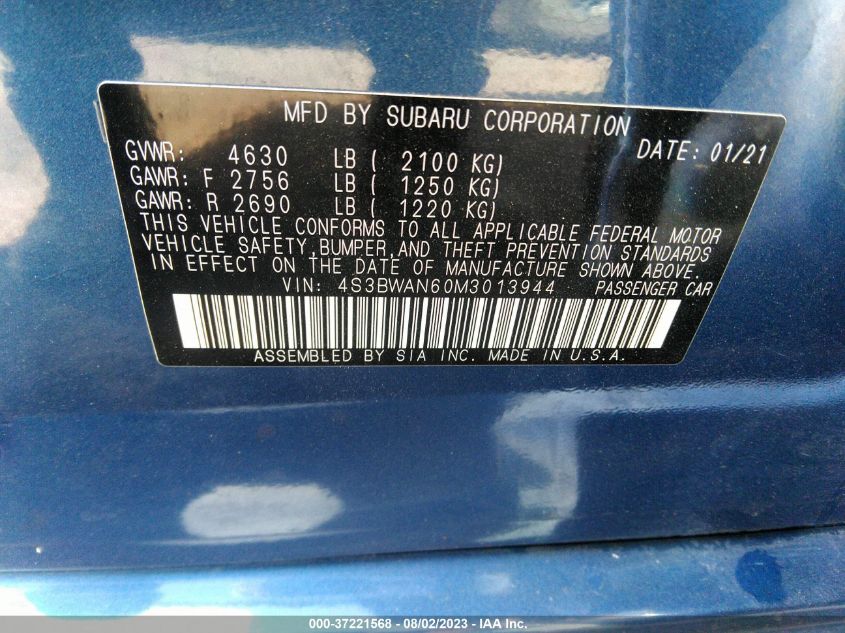 MFD BY SUBARU CORPORATION
GVWR: 4630 LB ( 2100 KG) DATE: 01/21
GAWR: F 2756 LB ( 1250 KG)
GAWR: R 2690 LB ( 1220 KG)
THIS VEHICLE CONFORMS TO ALL APPLICABLE FEDERAL MOTOR
VEHICLE SAFETY, BUMPER, AND THEFT PREVENTION STANDARDS
IN EFFECT ON THE DATE OF MANUFACTURE SHOWN ABOVE.
VIN: 4S3BWAN60M3013944 PASSENGER CAR
ASSEMBLED BY SIA INC. MADE IN U.S.A.
000-37221568 - 08/02/2023 - IAA Inc.